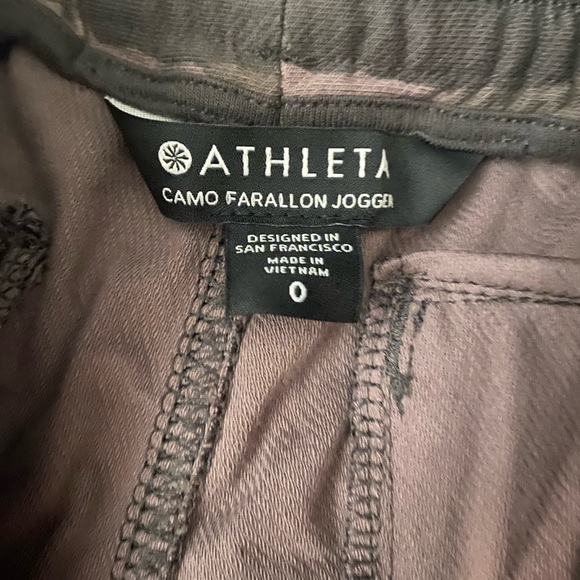 ATHLETA
CAMO FARALLON JOGGER
DESIGNED IN
SAN FRANCISCO
MADE IN
VIETNAM
0